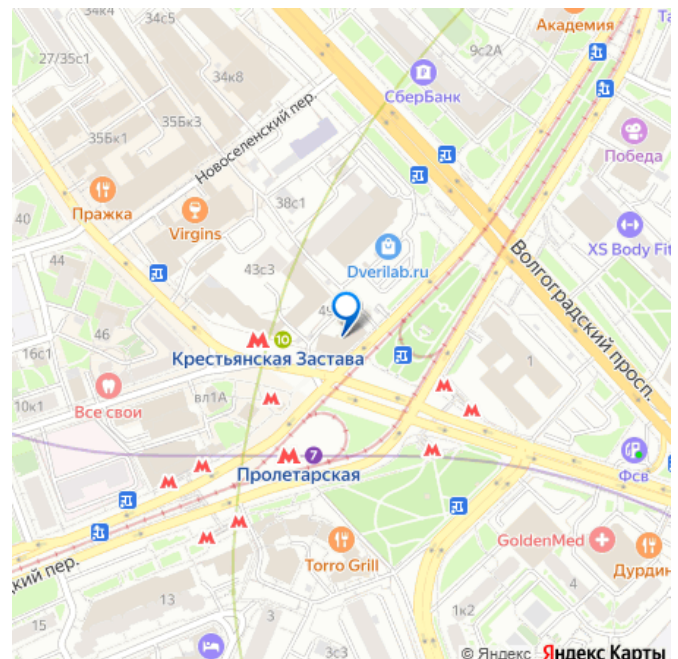 34к4
34с5
Академия
27/35с1
9с2А
34к8
СберБанк
35Бк3
35Бк1
Новоселенский пер.
Победа
38с1
Пражка
Virgins
40
XS Body Fit
44
43с3
Dverilab.ru
Волгоградский просп.
46
10
16с1
Крестьянская Застава
1
Все свои
10к1
вл1А
7
Пролетарская
Фсв
GoldenMed
Torro Grill
Дурдин
кий пер.
4
13
1к2
15
3
3с3
© Яндекс Яндекс Карты